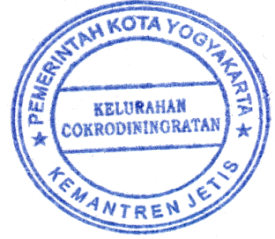 PEMERINTAH KOTA YOGYAKARTA
KELURAHAN
COKRODININGRATAN
KEMANTREN JETIS